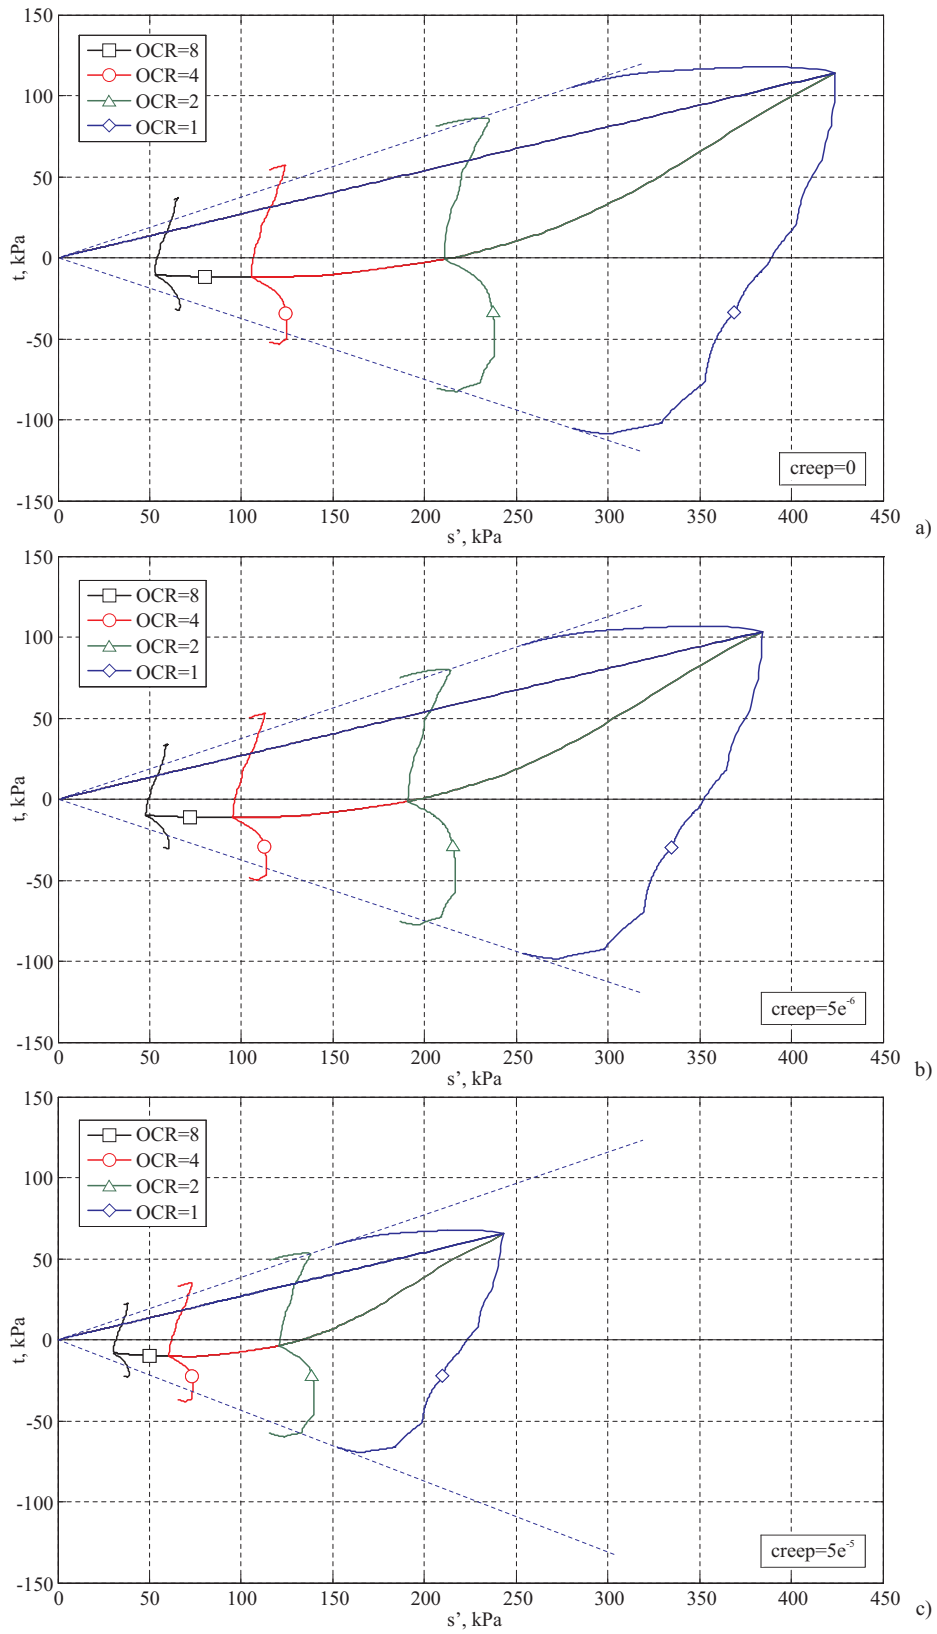 150
100
50
0
-50
-100
-150
t, kPa
OCR=8
OCR=4
OCR=2
OCR=1
creep=0
0 50 100 150 200 250 300 350 400 450
s', kPa
a)
150
100
50
0
-50
-100
-150
t, kPa
OCR=8
OCR=4
OCR=2
OCR=1
creep=5e-6
0 50 100 150 200 250 300 350 400 450
s', kPa
b)
150
100
50
0
-50
-100
-150
t, kPa
OCR=8
OCR=4
OCR=2
OCR=1
creep=5e-5
0 50 100 150 200 250 300 350 400 450
s', kPa
c)